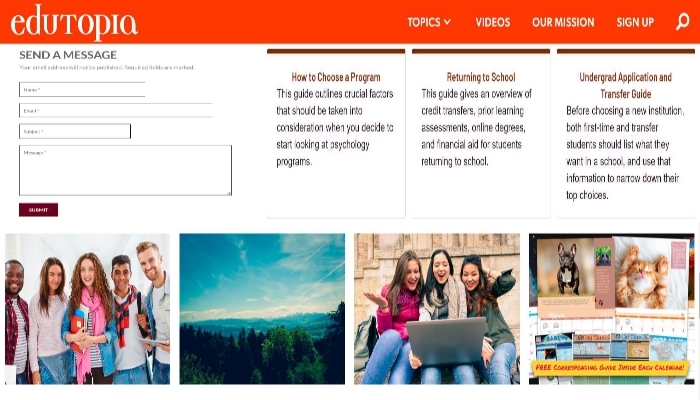 edutopia
TOPICS VIDEOS OUR MISSION SIGN UP
SEND A MESSAGE
Your email address will not be published. Required fields are marked.
Name *
Email *
Subject *
Message *
SUBMIT
How to Choose a Program
This guide outlines crucial factors
that should be taken into
consideration when you decide to
start looking at psychology
programs.
Returning to School
This guide gives an overview of
credit transfers, prior learning
assessments, online degrees,
and financial aid for students
returning to school.
Undergrad Application and
Transfer Guide
Before choosing a new institution,
both first-time and transfer
students should list what they
want in a school, and use that
information to narrow down their
top choices.
FREE Corresponding Guide Inside Each Calendar!